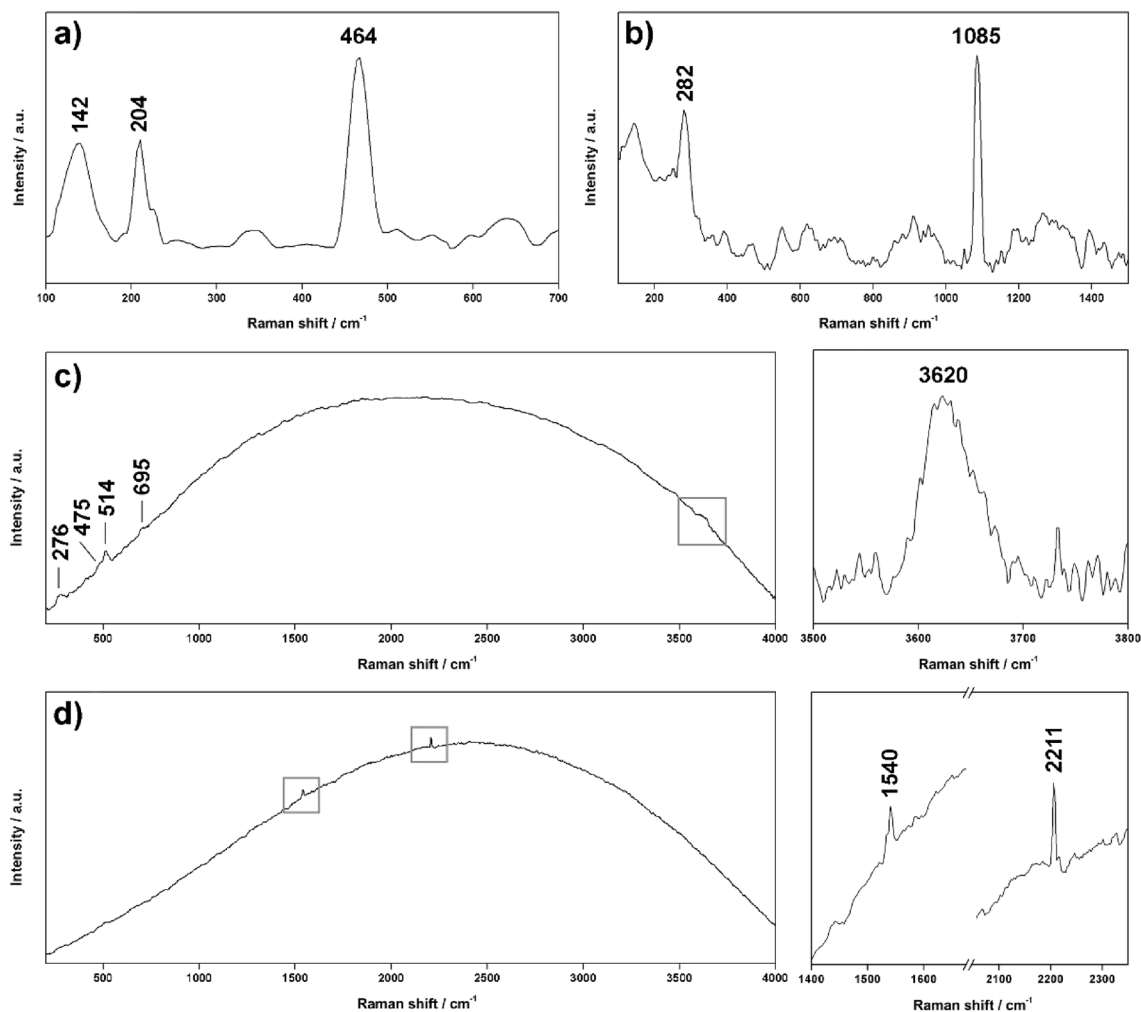 a)
142
204
464
Intensity / a.u.
100 200 300 400 500 600 700
Raman shift / cm-1
b)
282
1085
Intensity / a.u.
200 400 600 800 1000 1200 1400
Raman shift / cm-1
c)
276
475
514
695
Intensity / a.u.
500 1000 1500 2000 2500 3000 3500 4000
Raman shift / cm-1
3620
3500 3600 3700 3800
Raman shift / cm-1
d)
Intensity / a.u.
500 1000 1500 2000 2500 3000 3500 4000
Raman shift / cm-1
1540
2211
1400 1500 1600 2100 2200 2300
Raman shift / cm-1